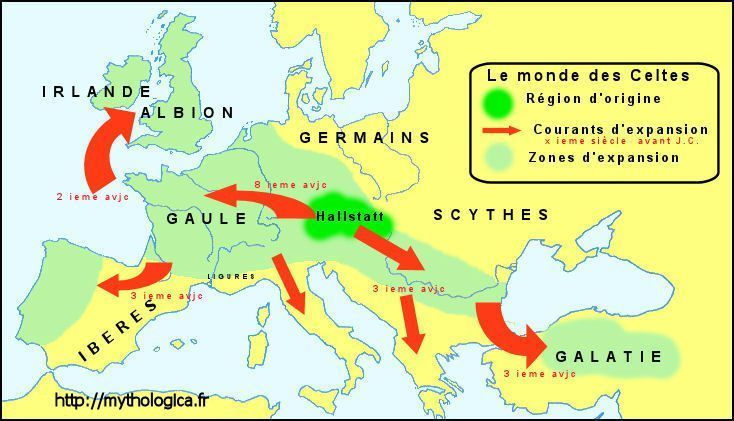 Le monde des Celtes
Région d'origine
Courants d'expansion
x ieme siècle avant J.C.
Zones d'expansion
IRLANDE
ALBION
GERMAINS
2 ieme avjc
8 ieme avjc
GAULE
Hallstatt
SCYTHES
LIGURES
3 ieme avjc
3 ieme avjc
IBERES
GALATIE
3 ieme avjc
http://mythologica.fr